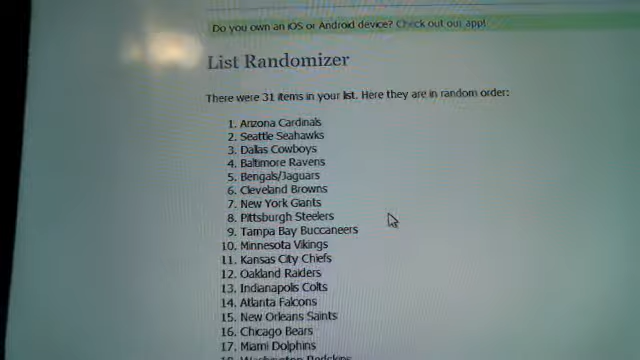 Do you own an iOS or Android device? Check out our app!
List Randomizer
There were 31 items in your list. Here they are in random order:
1. Arizona Cardinals
2. Seattle Seahawks
3. Dallas Cowboys
4. Baltimore Ravens
5. Bengals/Jaguars
6. Cleveland Browns
7. New York Giants
8. Pittsburgh Steelers
9. Tampa Bay Buccaneers
10. Minnesota Vikings
11. Kansas City Chiefs
12. Oakland Raiders
13. Indianapolis Colts
14. Atlanta Falcons
15. New Orleans Saints
16. Chicago Bears
17. Miami Dolphins
18. Washington Redskins